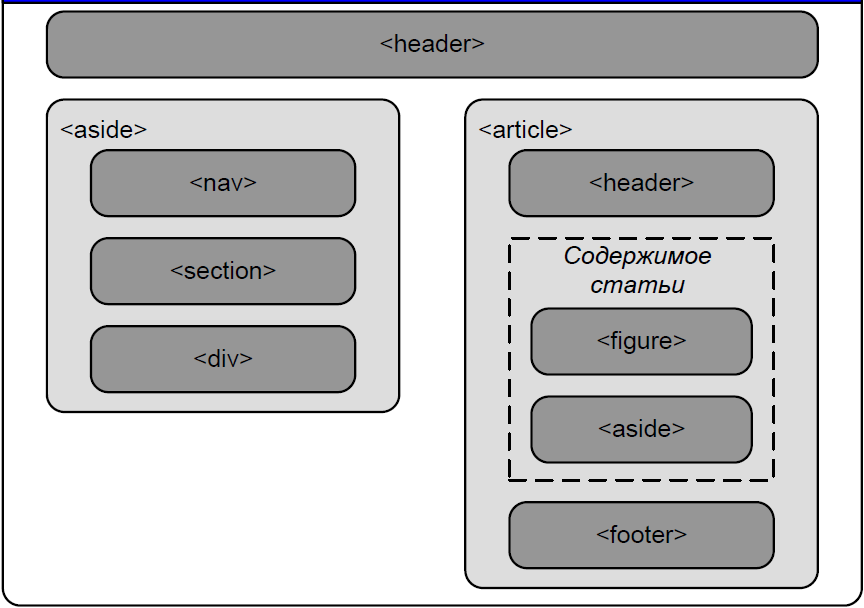 <header>
<aside>
<nav>
<section>
<div>
<article>
<header>
Содержимое
статьи
<figure>
<aside>
<footer>